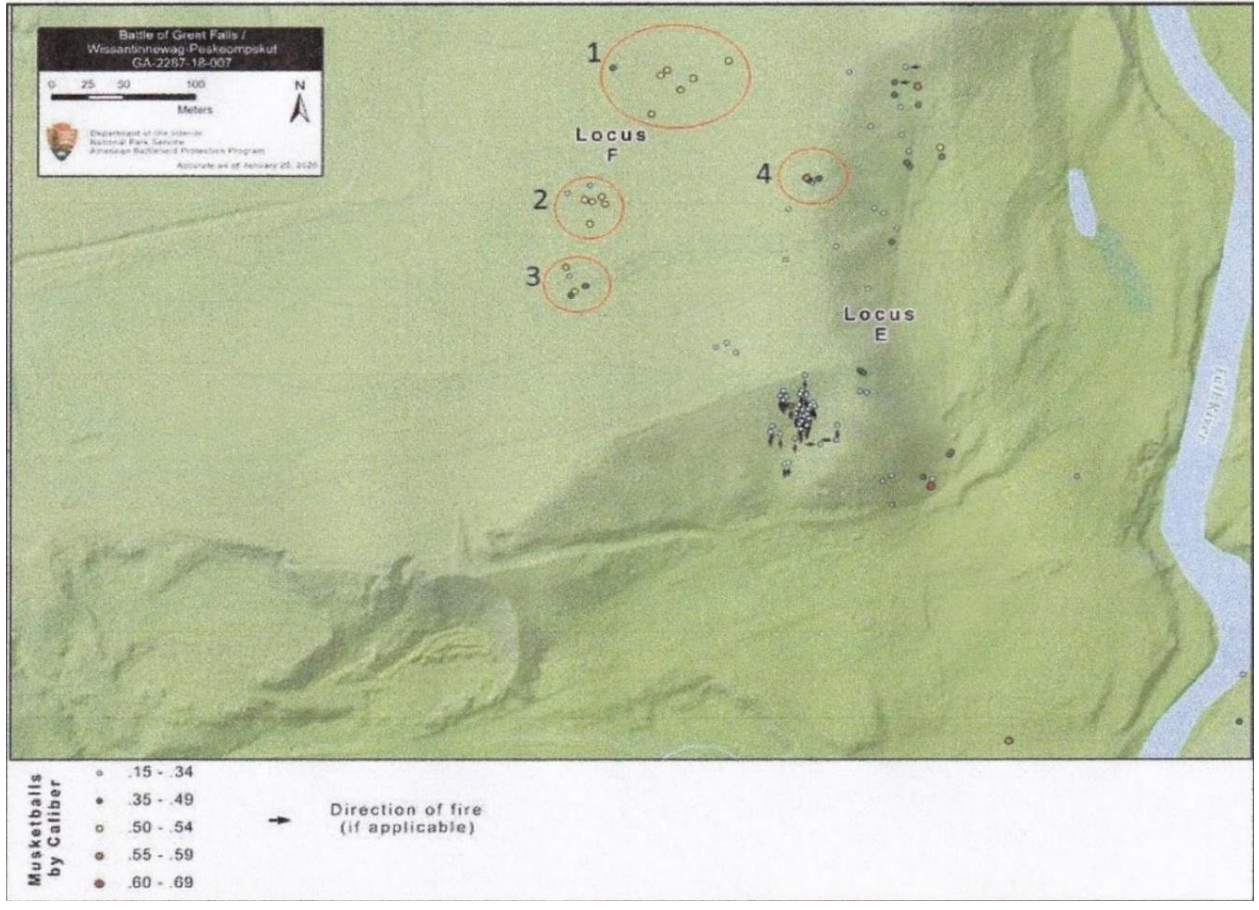 Battle of Great Falls /
Wissantinnewag-Peskeompskut
GA-2287-18-007
0 25 50 100
Meters
N
Department of the Interior
National Park Service
American Battlefield Protection Program
Accurate as of January 20, 2020
1
Locus
F
2
3
4
Locus
E
Fall River
Musketballs
by Caliber
.15 - .34
.35 - .49
.50 - .54
.55 - .59
.60 - .69
Direction of fire
(if applicable)